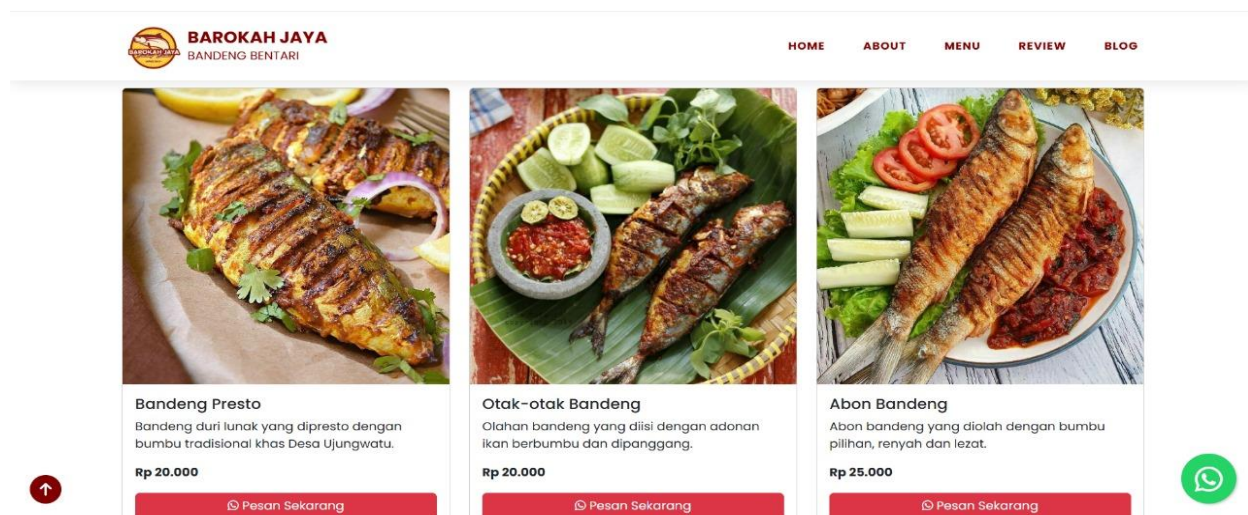 BAROKAH JAYA
BAROKAH JAYA
BANDENG BENTARI
HOME ABOUT MENU REVIEW BLOG
Bandeng Presto
Bandeng duri lunak yang dipresto dengan
bumbu tradisional khas Desa Ujungwatu.
Rp 20.000
Pesan Sekarang
Otak-otak Bandeng
Olahan bandeng yang diisi dengan adonan
ikan berbumbu dan dipanggang.
Rp 20.000
Pesan Sekarang
Abon Bandeng
Abon bandeng yang diolah dengan bumbu
pilihan, renyah dan lezat.
Rp 25.000
Pesan Sekarang